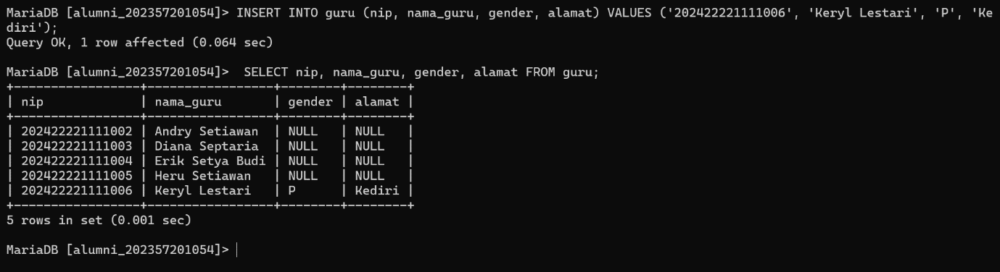 MariaDB [alumni_202357201054]> INSERT INTO guru (nip, nama_guru, gender, alamat) VALUES ('202422221111006', 'Keryl Lestari', 'P', 'Ke
diri');
Query OK, 1 row affected (0.064 sec)
MariaDB [alumni_202357201054]>  SELECT nip, nama_guru, gender, alamat FROM guru;
+-----------------+-----------------+--------+--------+
| nip             | nama_guru       | gender | alamat |
+-----------------+-----------------+--------+--------+
| 202422221111002 | Andry Setiawan  | NULL   | NULL   |
| 202422221111003 | Diana Septaria  | NULL   | NULL   |
| 202422221111004 | Erik Setya Budi | NULL   | NULL   |
| 202422221111005 | Heru Setiawan   | NULL   | NULL   |
| 202422221111006 | Keryl Lestari   | P      | Kediri |
+-----------------+-----------------+--------+--------+
5 rows in set (0.001 sec)
MariaDB [alumni_202357201054]>